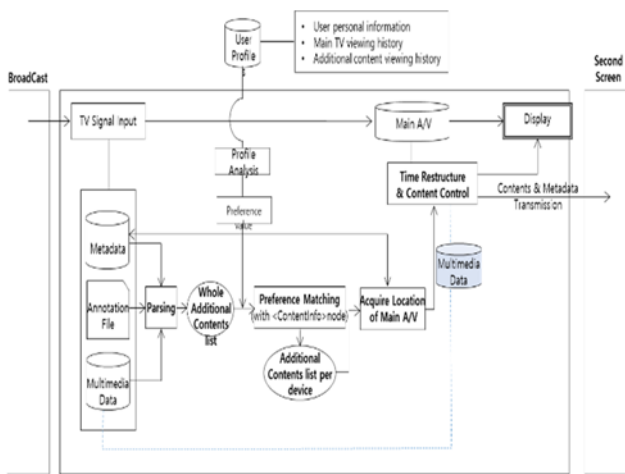 User
Profile
• User personal information
• Main TV viewing history
• Additional content viewing history
BroadCast
Second
Screen
TV Signal Input
Main A/V
Display
Profile
Analysis
Time Restructure
& Content Control
Contents & Metadata
Transmission
Preference
value
Metadata
Multimedia
Data
Annotation
File
Parsing
Whole
Additional
Contents
list
Preference Matching
(with <ContentInfo>node)
Acquire Location
of Main A/V
Additional
Contents list per
device
Multimedia
Data